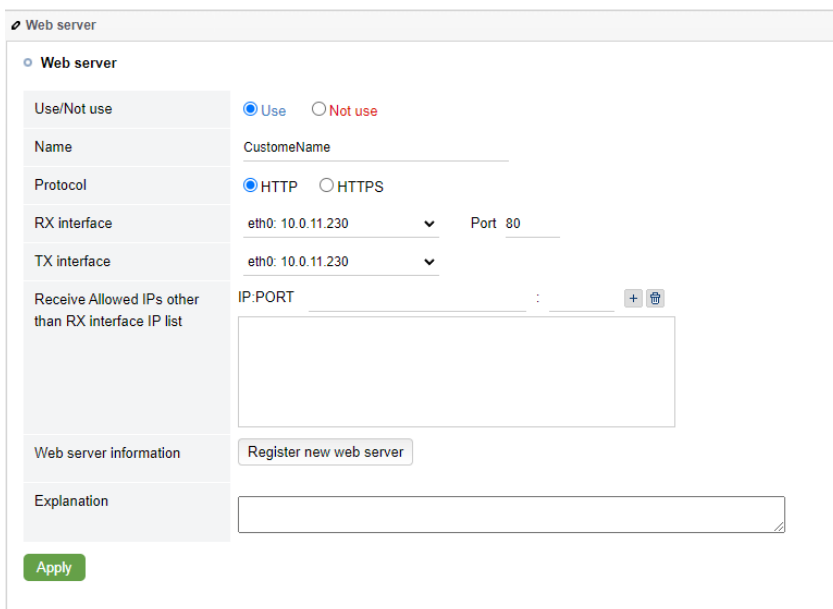 Web server
Web server
Use/Not use
Use
Not use
Name
CustomeName
Protocol
HTTP
HTTPS
RX interface
eth0: 10.0.11.230
Port 80
TX interface
eth0: 10.0.11.230
Receive Allowed IPs other
than RX interface IP list
IP:PORT
:
+
Web server information
Register new web server
Explanation
Apply